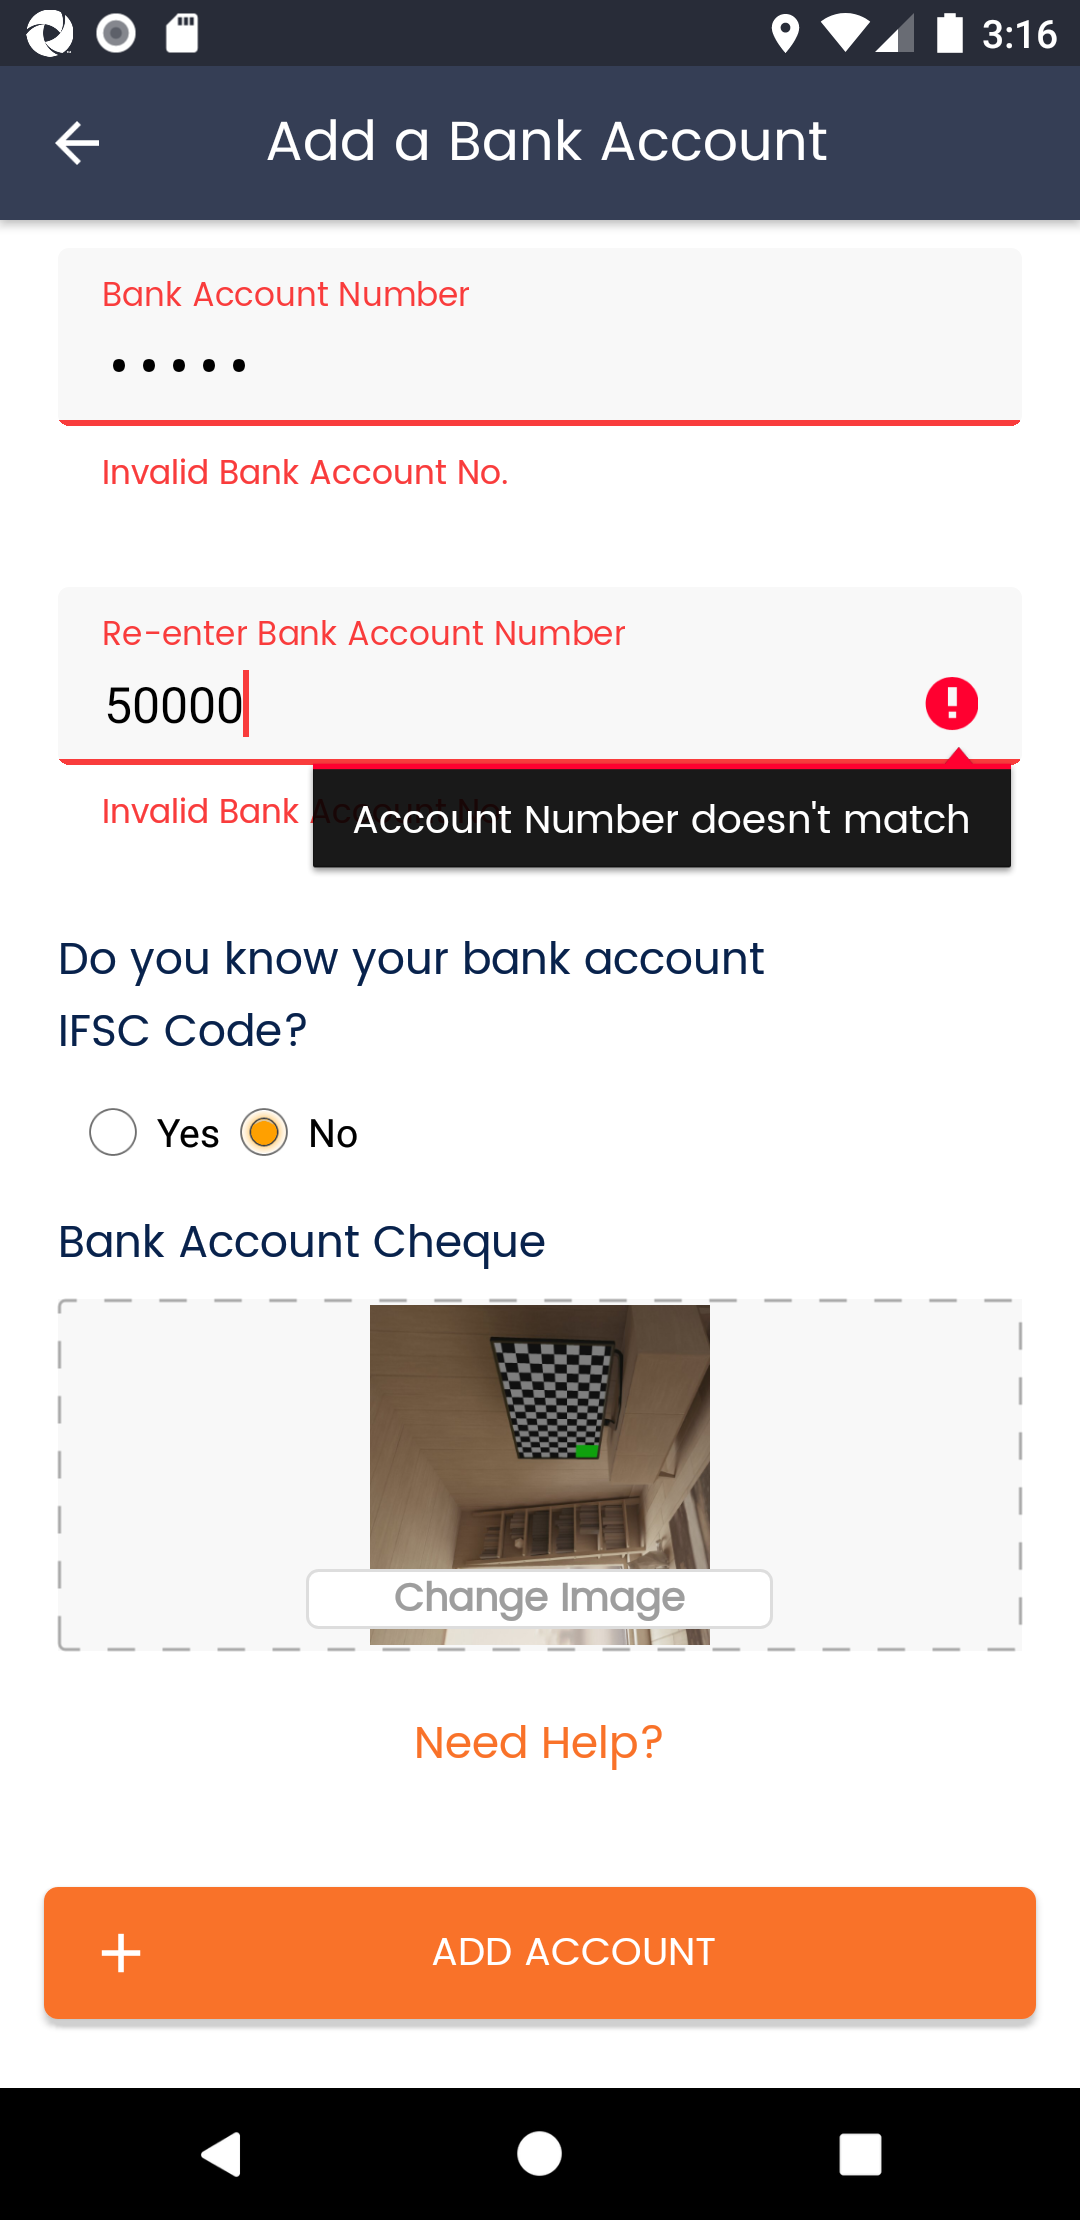 3:16
Add a Bank Account
Bank Account Number
•••••
Invalid Bank Account No.
Re-enter Bank Account Number
50000
Invalid Bank Account No.
Account Number doesn't match
Do you know your bank account
IFSC Code?
Yes No
Bank Account Cheque
Change Image
Need Help?
ADD ACCOUNT